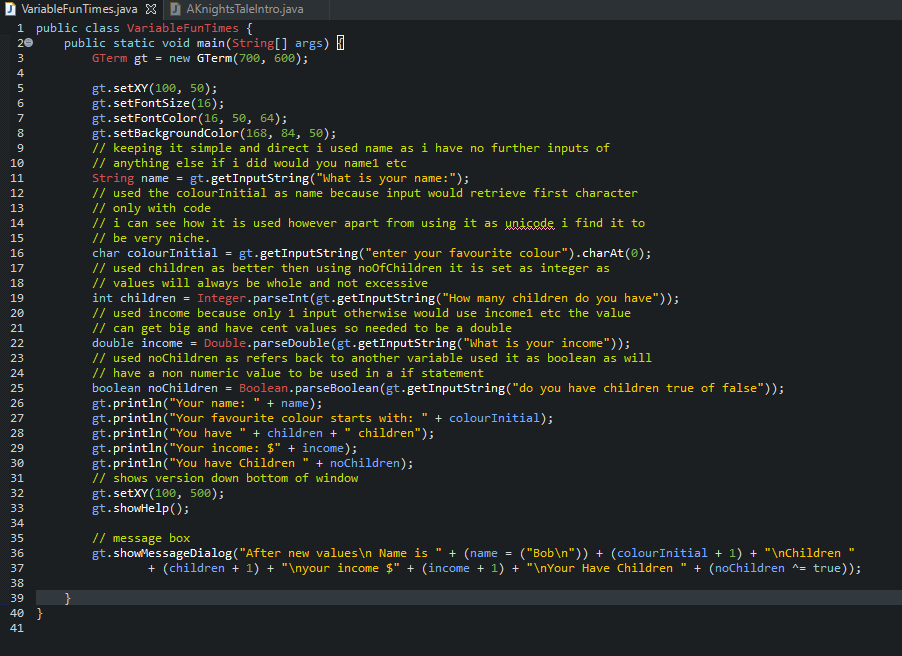 VariableFunTimes.java AKnightsTaleIntro.java
1 public class VariableFunTimes {
2 public static void main(String[] args) {
3 GTerm gt = new GTerm(700, 600);
4
5 gt.setXY(100, 50);
6 gt.setFontSize(16);
7 gt.setFontColor(16, 50, 64);
8 gt.setBackgroundColor(168, 84, 50);
9 // keeping it simple and direct i used name as i have no further inputs of
10 // anything else if i did would you name1 etc
11 String name = gt.getInputString("What is your name:");
12 // used the colourInitial as name because input would retrieve first character
13 // only with code
14 // i can see how it is used however apart from using it as unicode i find it to
15 // be very niche.
16 char colourInitial = gt.getInputString("enter your favourite colour").charAt(0);
17 // used children as better then using noOfChildren it is set as integer as
18 // values will always be whole and not excessive
19 int children = Integer.parseInt(gt.getInputString("How many children do you have"));
20 // used income because only 1 input otherwise would use income1 etc the value
21 // can get big and have cent values so needed to be a double
22 double income = Double.parseDouble(gt.getInputString("What is your income"));
23 // used noChildren as refers back to another variable used it as boolean as will
24 // have a non numeric value to be used in a if statement
25 boolean noChildren = Boolean.parseBoolean(gt.getInputString("do you have children true of false"));
26 gt.println("Your name: " + name);
27 gt.println("Your favourite colour starts with: " + colourInitial);
28 gt.println("You have " + children + " children");
29 gt.println("Your income: $" + income);
30 gt.println("You have Children " + noChildren);
31 // shows version down bottom of window
32 gt.setXY(100, 500);
33 gt.showHelp();
34
35 // message box
36 gt.showMessageDialog("After new values\n Name is " + (name = ("Bob\n")) + (colourInitial + 1) + "\nChildren "
37 + (children + 1) + "\nyour income $" + (income + 1) + "\nYour Have Children " + (noChildren ^= true));
38
39 }
40 }
41